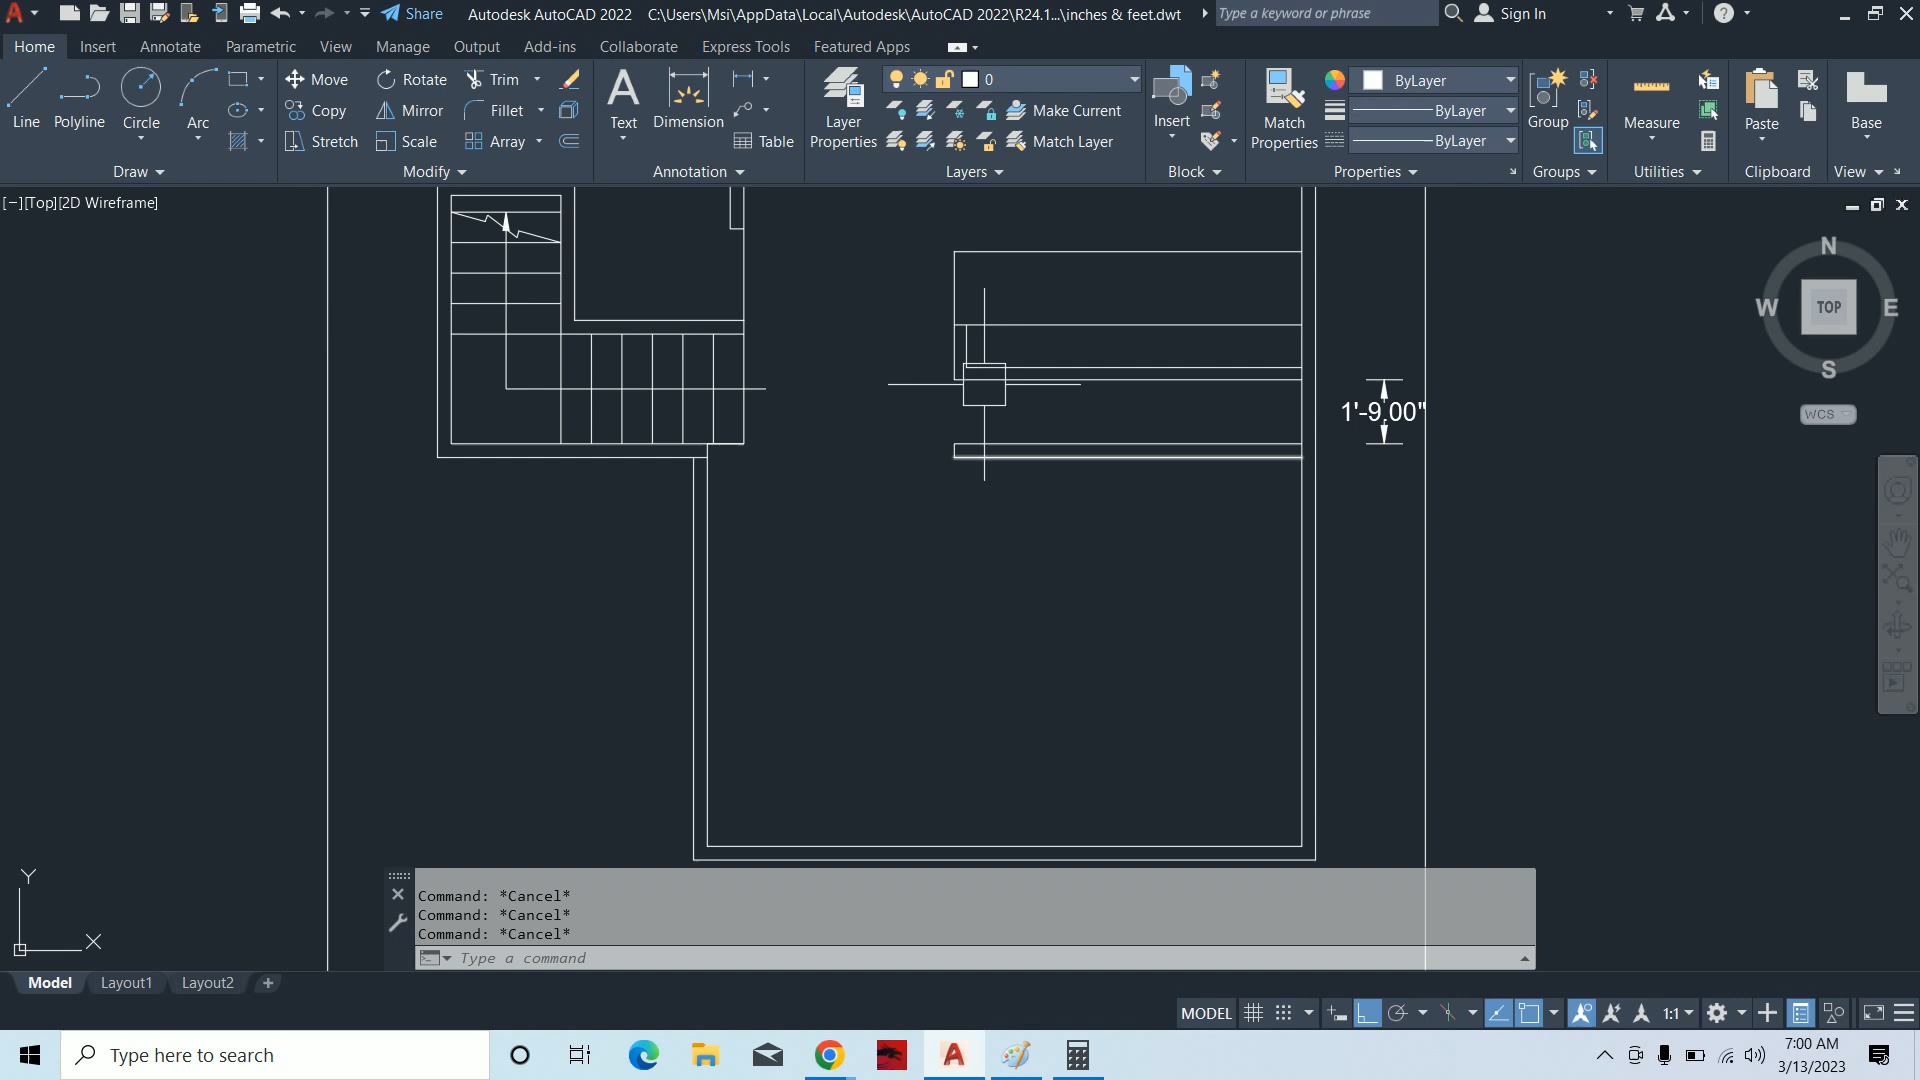 Share
Autodesk AutoCAD 2022 C:\Users\Msi\AppData\Local\Autodesk\AutoCAD 2022\R24.1...\inches & feet.dwt
Type a keyword or phrase
Sign In
Home Insert Annotate Parametric View Manage Output Add-ins Collaborate Express Tools Featured Apps
Line Polyline Circle Arc
Move Rotate Trim
Copy Mirror Fillet
Stretch Scale Array
Text Dimension Table
Layer Properties
0
Make Current
Match Layer
Insert
Match Properties
ByLayer
ByLayer
ByLayer
Group
Measure
Paste
Base
Draw Modify Annotation Layers Block Properties Groups Utilities Clipboard View
[−][Top][2D Wireframe]
N
W TOP E
S
WCS
1'-9.00"
Y
X
Command: *Cancel*
Command: *Cancel*
Command: *Cancel*
Type a command
Model Layout1 Layout2 +
MODEL 1:1
Type here to search
7:00 AM
3/13/2023